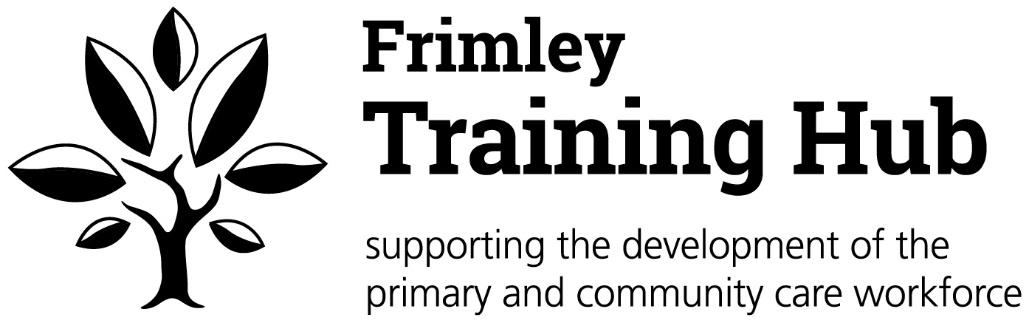 Frimley
Training Hub
supporting the development of the
primary and community care workforce